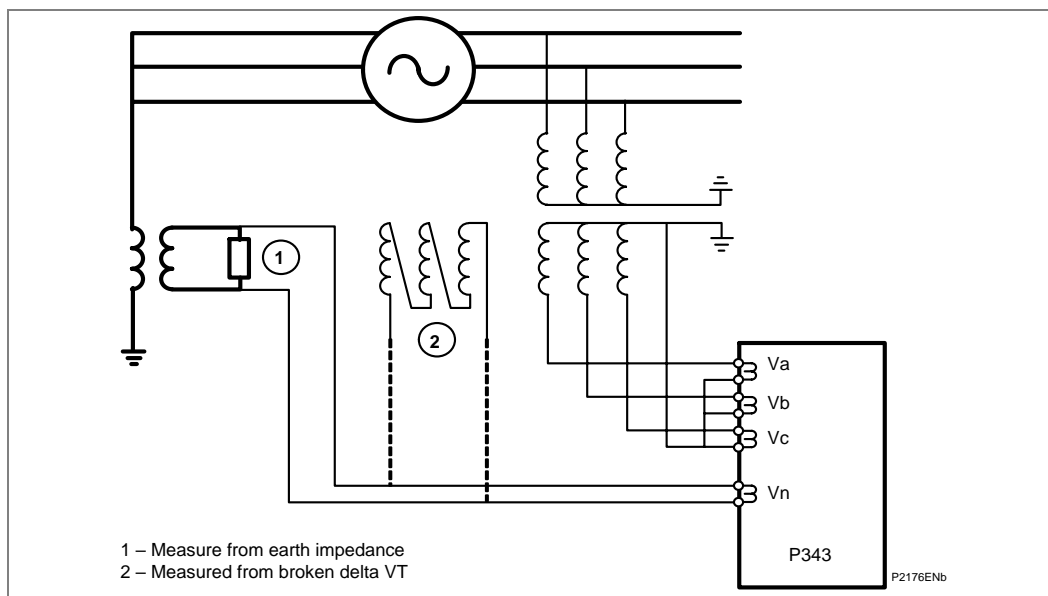 1
2
Va
Vb
Vc
Vn
P343
1 – Measure from earth impedance
2 – Measured from broken delta VT
P2176ENb